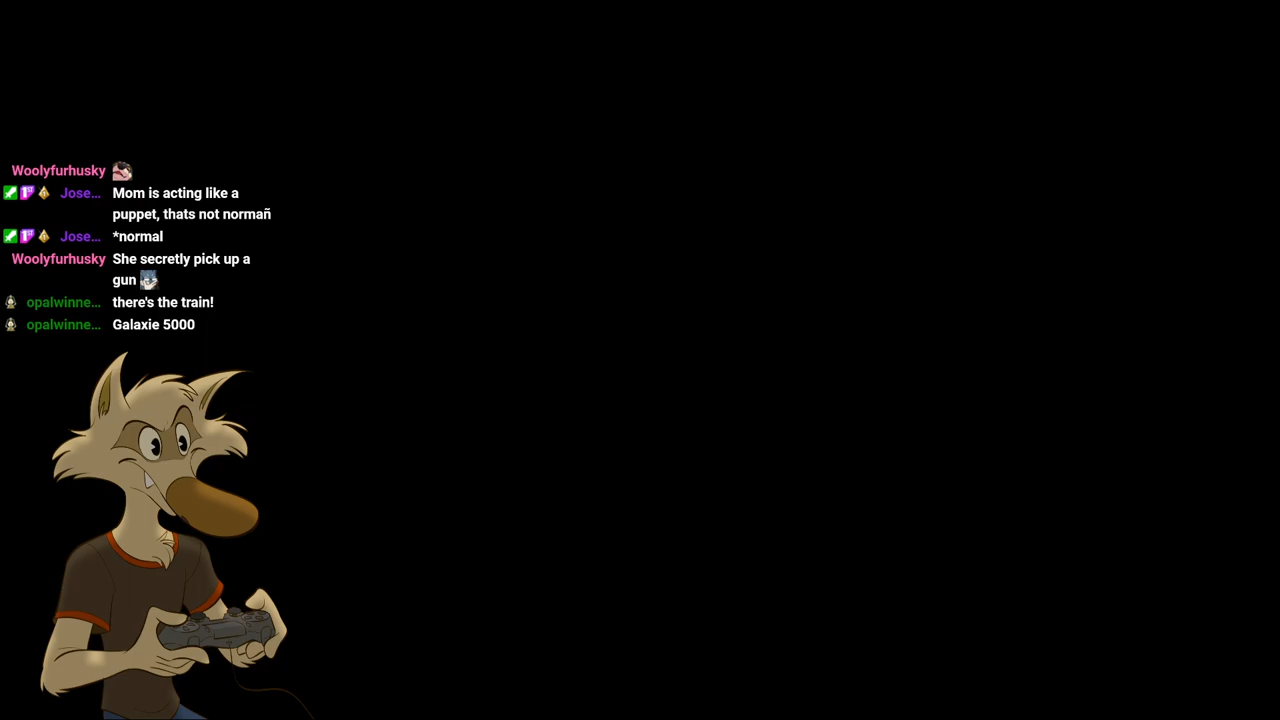 Woolyfurhusky
Jose... Mom is acting like a
puppet, thats not normañ
Jose... *normal
Woolyfurhusky She secretly pick up a
gun
opalwinne... there's the train!
opalwinne... Galaxie 5000